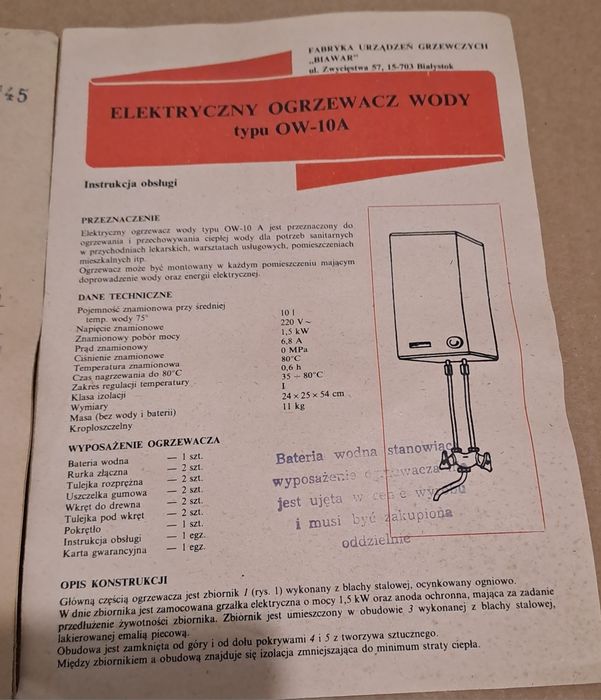 45
FABRYKA URZĄDZEŃ GRZEWCZYCH
„BIAWAR"
ul. Zwycięstwa 57, 15-703 Białystok
ELEKTRYCZNY OGRZEWACZ WODY
typu OW-10A
Instrukcja obsługi
PRZEZNACZENIE
Elektryczny ogrzewacz wody typu OW-10 A jest przeznaczony do
ogrzewania i przechowywania ciepłej wody dla potrzeb sanitarnych
w przychodniach lekarskich, warsztatach usługowych, pomieszczeniach
mieszkalnych itp.
Ogrzewacz może być montowany w każdym pomieszczeniu mającym
doprowadzenie wody oraz energii elektrycznej.
DANE TECHNICZNE
Pojemność znamionowa przy średniej
temp. wody 75° 10 l
Napięcie znamionowe 220 V ~
Znamionowy pobór mocy 1,5 kW
Prąd znamionowy 6,8 A
Ciśnienie znamionowe 0 MPa
Temperatura znamionowa 80°C
Czas nagrzewania do 80°C 0,6 h
Zakres regulacji temperatury 35 ÷ 80°C
Klasa izolacji I
Wymiary 24 × 25 × 54 cm
Masa (bez wody i baterii) 11 kg
Kroploszczelny
WYPOSAŻENIE OGRZEWACZA
Bateria wodna — 1 szt.
Rurka złączna — 2 szt.
Tulejka rozprężna — 2 szt.
Uszczelka gumowa — 2 szt.
Wkręt do drewna — 2 szt.
Tulejka pod wkręt — 2 szt.
Pokrętło — 1 szt.
Instrukcja obsługi — 1 egz.
Karta gwarancyjna — 1 egz.
Bateria wodna stanowiąc
wyposażenie ogrzewacza
jest ujęta w cenie wyrobu
i musi być zakupiona
oddzielnie
OPIS KONSTRUKCJI
Główną częścią ogrzewacza jest zbiornik 1 (rys. 1) wykonany z blachy stalowej, ocynkowany ogniowo.
W dnie zbiornika jest zamocowana grzałka elektryczna o mocy 1,5 kW oraz anoda ochronna, mająca za zadanie
przedłużenie żywotności zbiornika. Zbiornik jest umieszczony w obudowie 3 wykonanej z blachy stalowej,
lakierowanej emalią piecową.
Obudowa jest zamknięta od góry i od dołu pokrywami 4 i 5 z tworzywa sztucznego.
Między zbiornikiem a obudową znajduje się izolacja zmniejszająca do minimum straty ciepła.